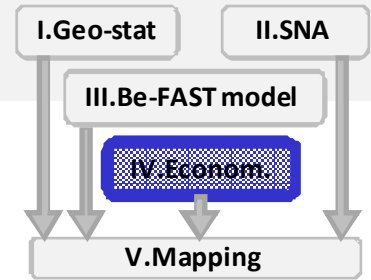 I.Geo-stat
II.SNA
III.Be-FAST model
IV.Econom.
V.Mapping